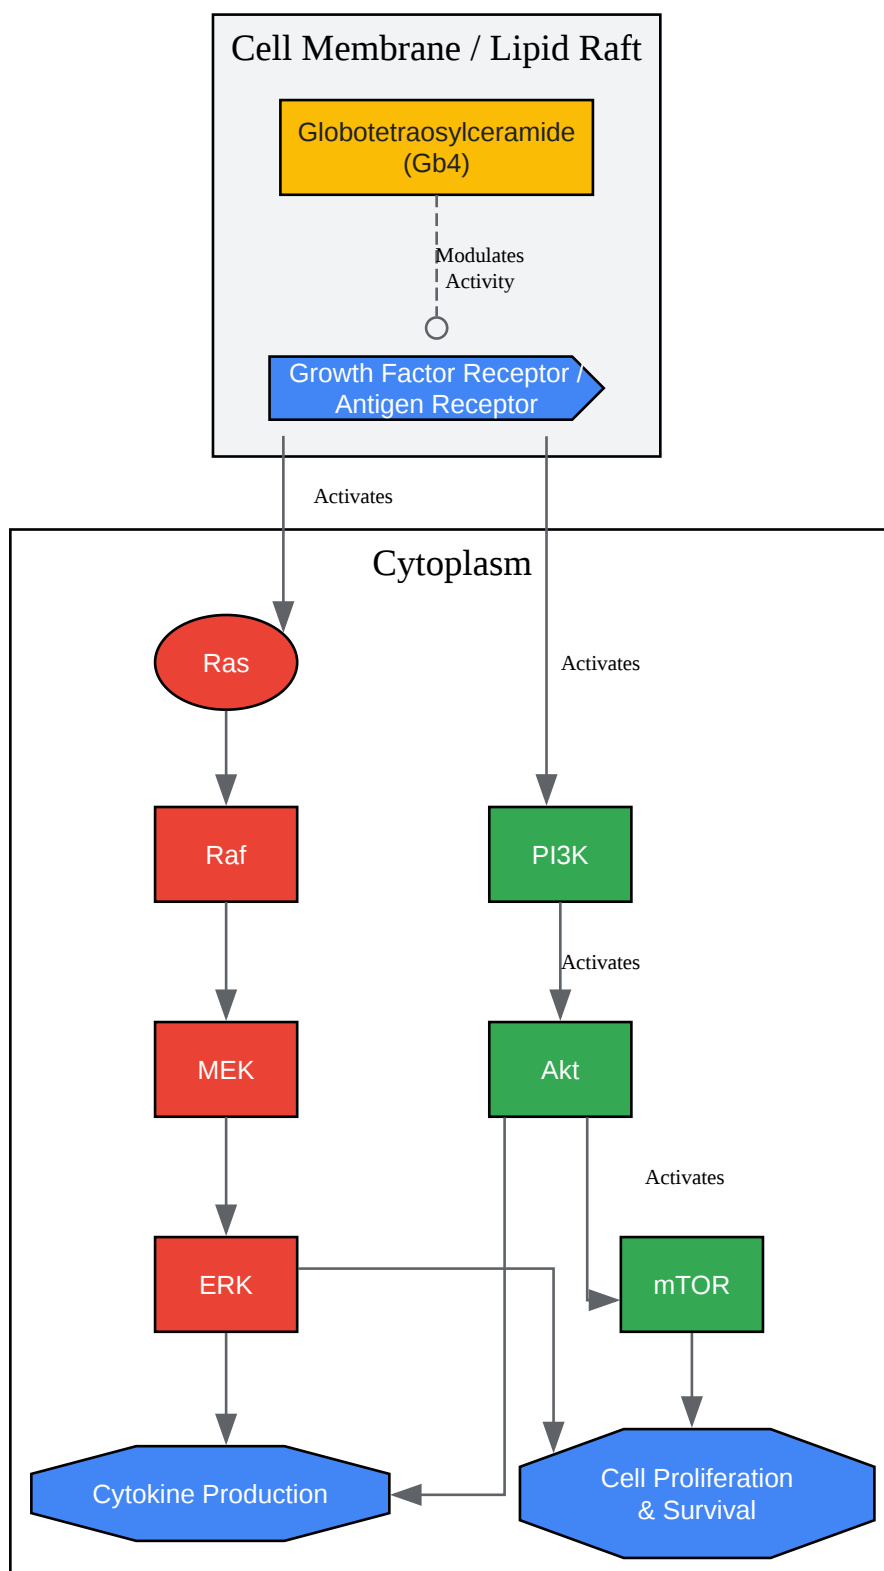 Cell Membrane / Lipid Raft
Globotetraosylceramide
(Gb4)
Modulates
Activity
Growth Factor Receptor /
Antigen Receptor
Activates
Cytoplasm
Ras
Activates
Raf
PI3K
Activates
MEK
Akt
Activates
ERK
mTOR
Cytokine Production
Cell Proliferation
& Survival